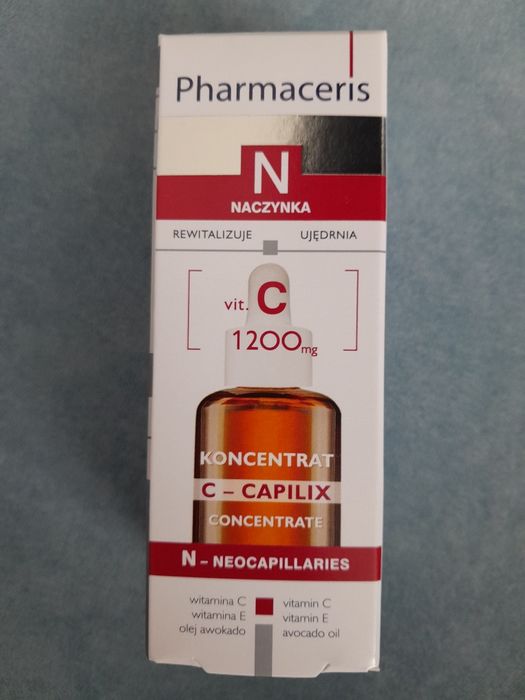 Pharmaceris
N
NACZYNKA
REWITALIZUJE UJĘDRNIA
vit. C
1200mg
KONCENTRAT
C – CAPILIX
CONCENTRATE
N – NEOCAPILLARIES
witamina C vitamin C
witamina E vitamin E
olej awokado avocado oil